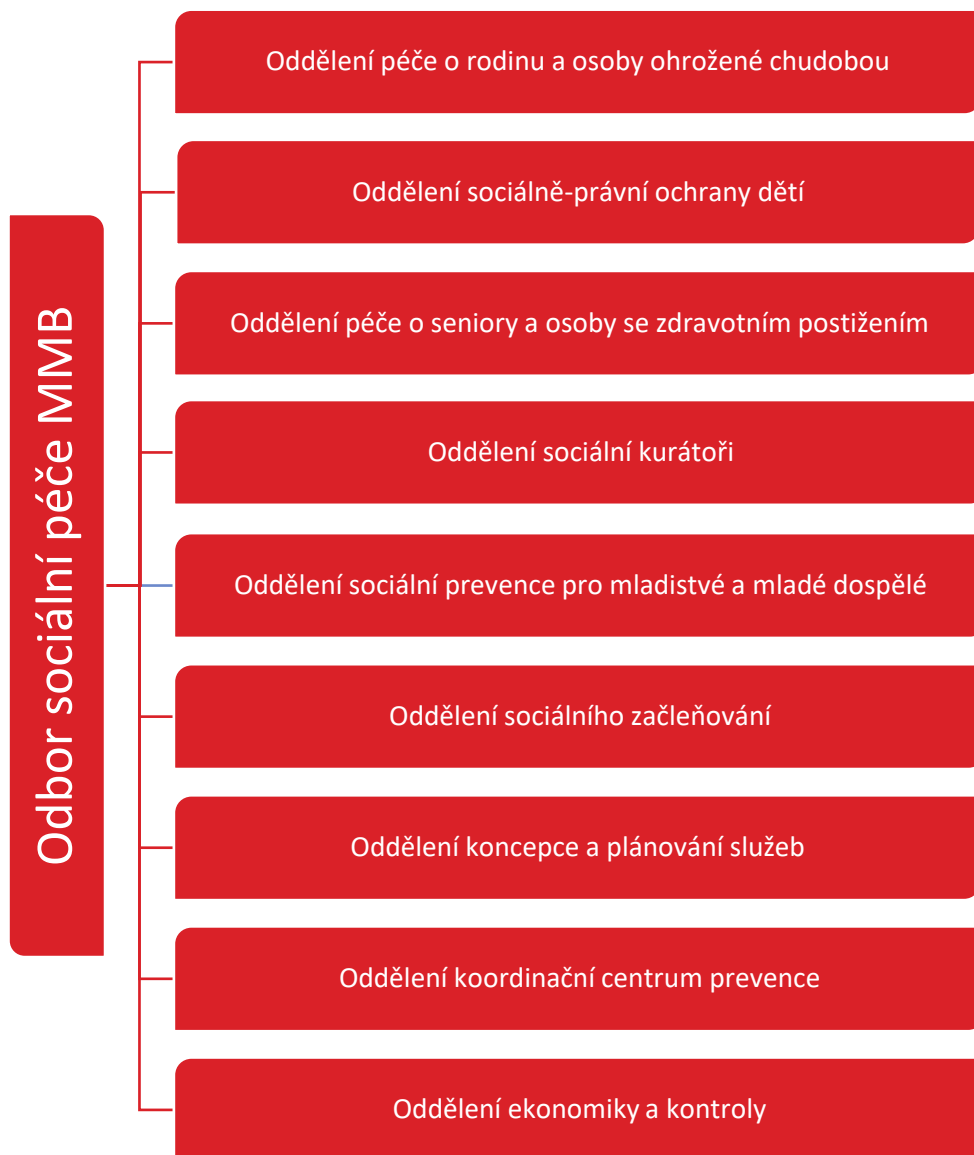 Odbor sociální péče MMB
Oddělení péče o rodinu a osoby ohrožené chudobou
Oddělení sociálně-právní ochrany dětí
Oddělení péče o seniory a osoby se zdravotním postižením
Oddělení sociální kurátoři
Oddělení sociální prevence pro mladistvé a mladé dospělé
Oddělení sociálního začleňování
Oddělení koncepce a plánování služeb
Oddělení koordinační centrum prevence
Oddělení ekonomiky a kontroly